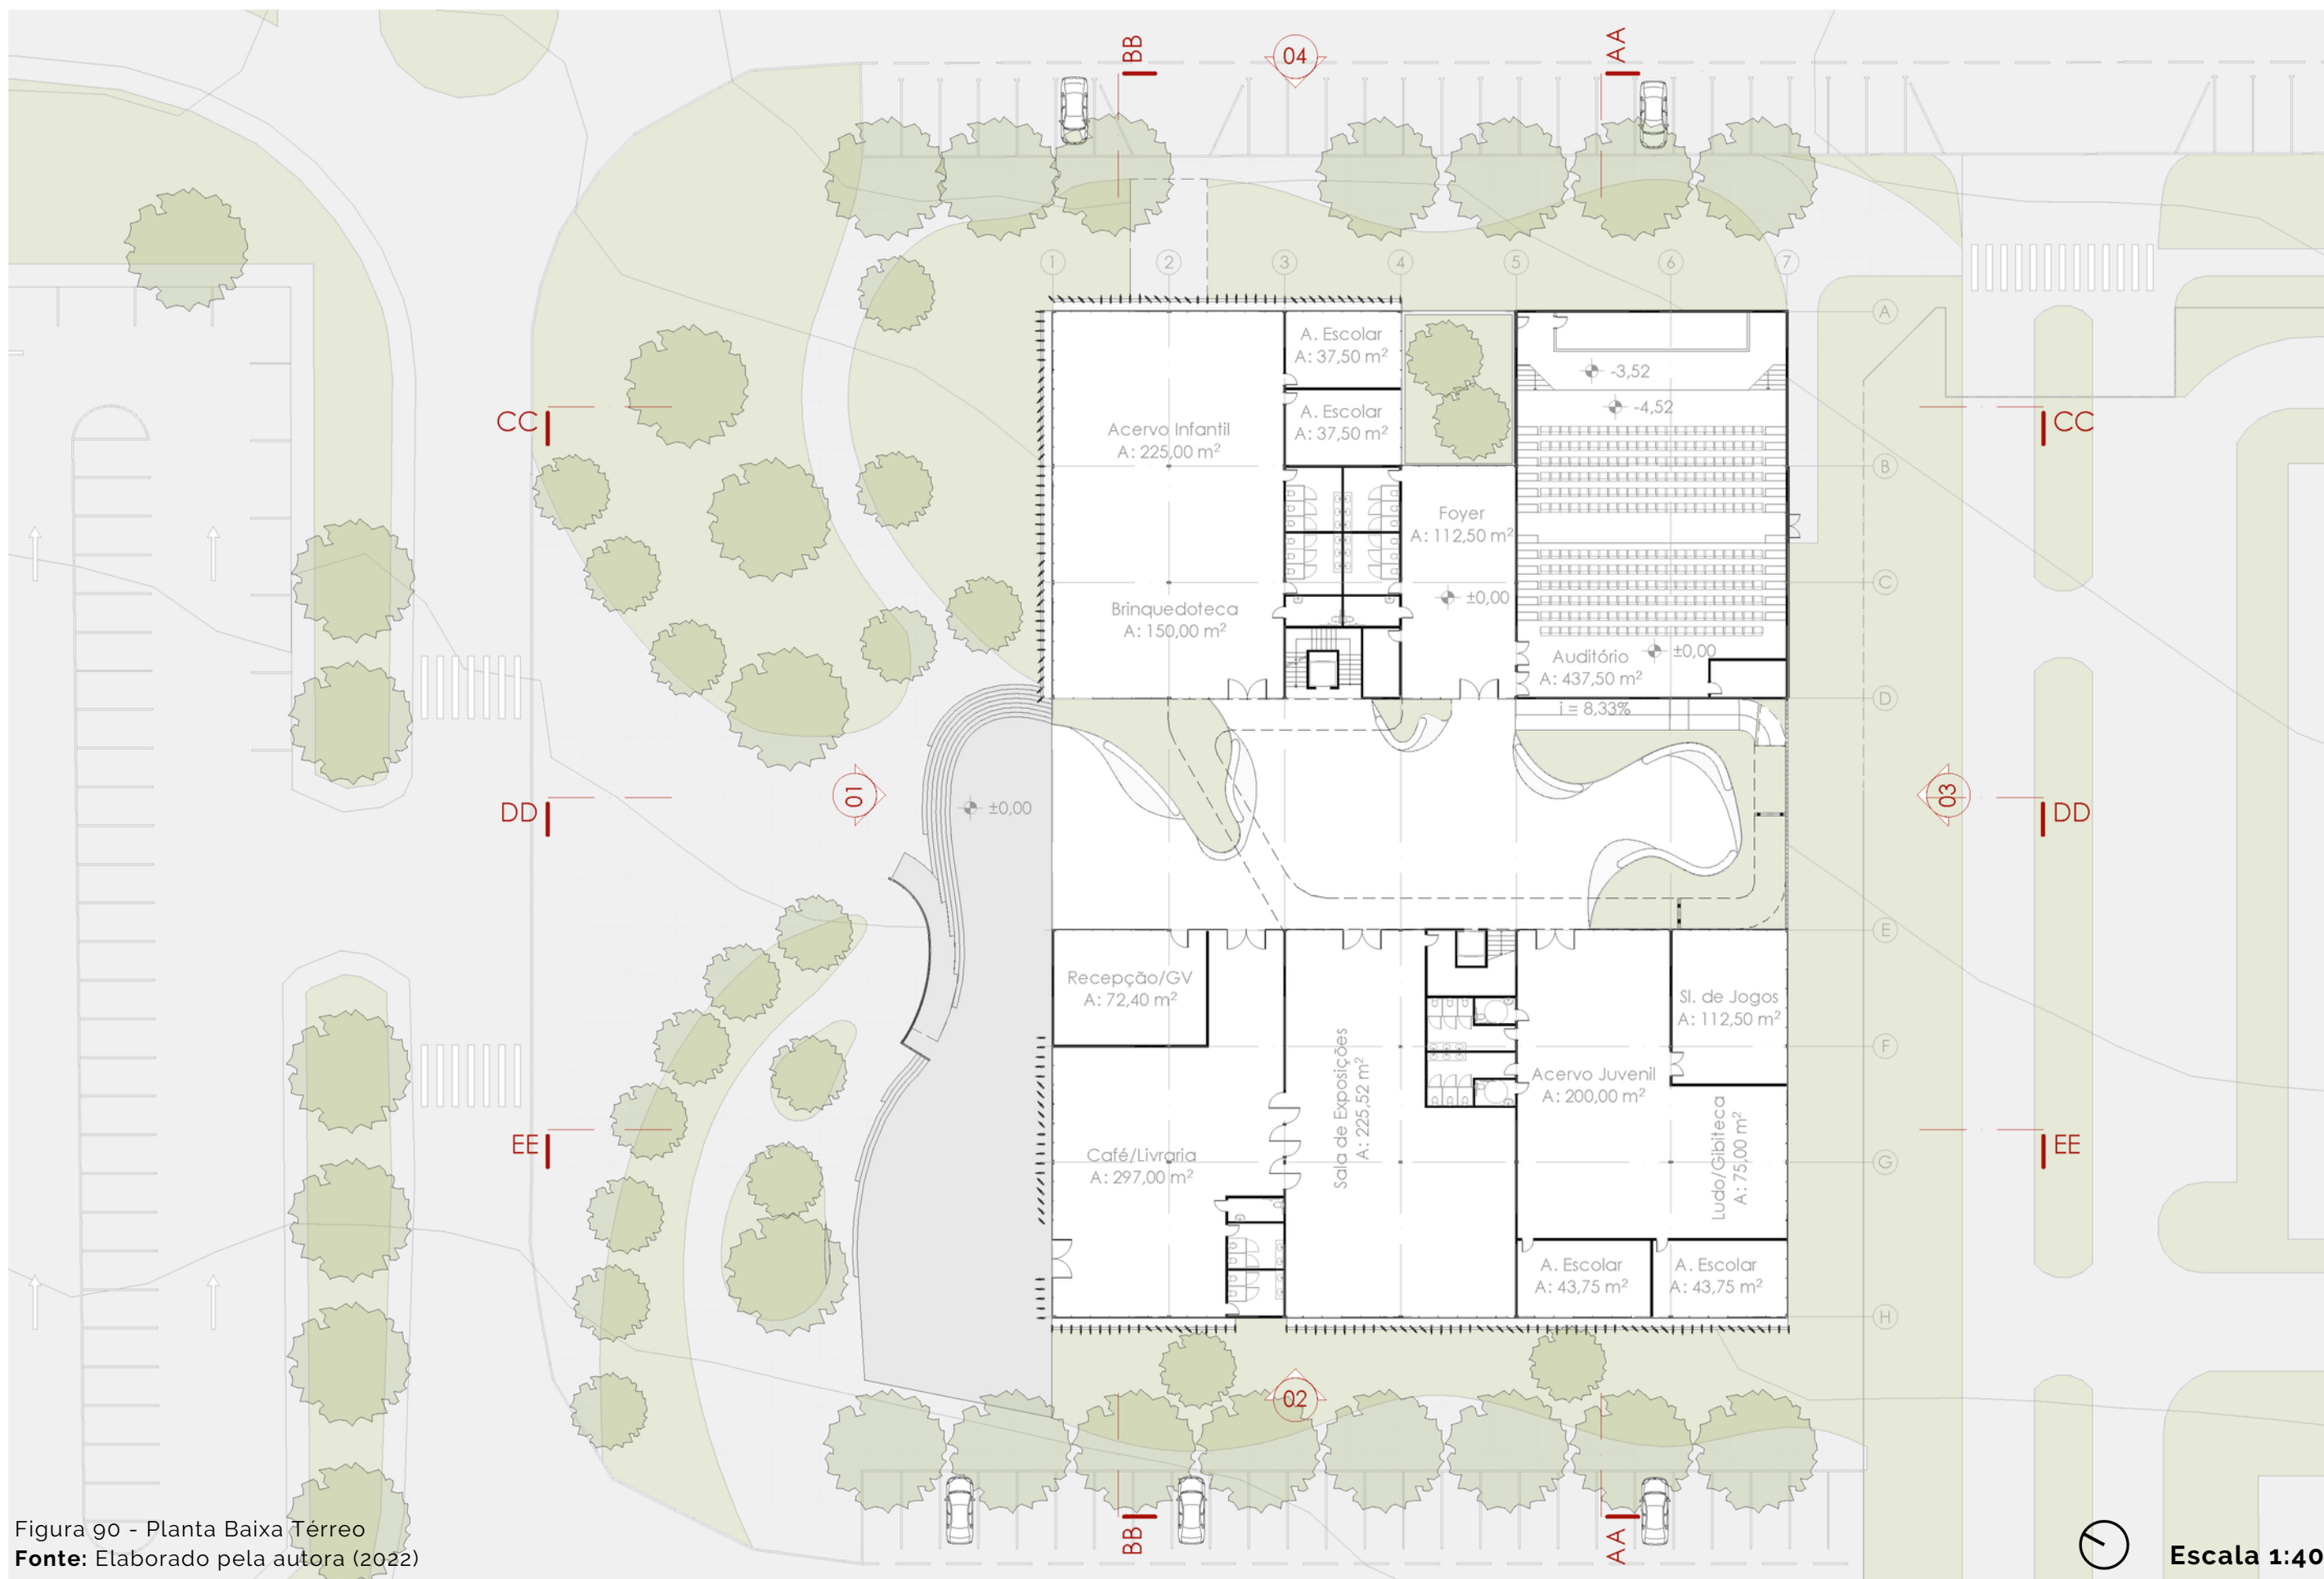 BB
04
AA
1
2
3
4
5
6
7
A
A. Escolar
A: 37,50 m²
-3,52
CC
-4,52
CC
A. Escolar
A: 37,50 m²
Acervo Infantil
A: 225,00 m²
B
Foyer
A: 112,50 m²
C
±0,00
Brinquedoteca
A: 150,00 m²
±0,00
Auditório
A: 437,50 m²
D
i = 8,33%
01
03
DD
±0,00
DD
E
Recepção/GV
A: 72,40 m²
Sl. de Jogos
A: 112,50 m²
F
Sala de Exposições
A: 225,52 m²
Acervo Juvenil
A: 200,00 m²
EE
EE
Café/Livraria
A: 297,00 m²
G
Ludo/Gibiteca
A: 75,00 m²
A. Escolar
A: 43,75 m²
A. Escolar
A: 43,75 m²
H
02
BB
AA
Figura 90 - Planta Baixa Térreo
Fonte: Elaborado pela autora (2022)
Escala 1:40